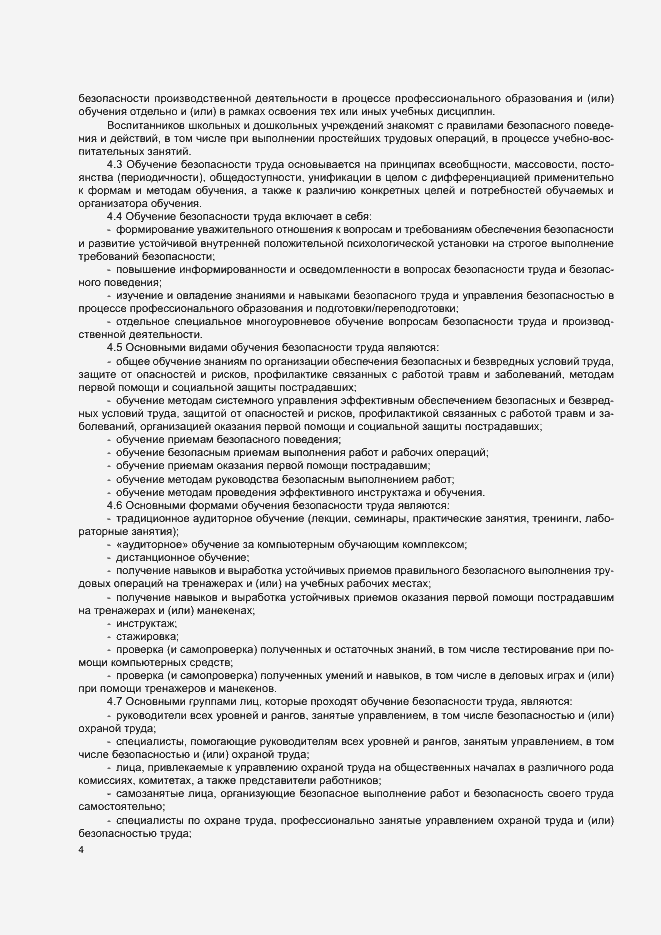 безопасности производственной деятельности в процессе профессионального образования и (или)
обучения отдельно и (или) в рамках освоения тех или иных учебных дисциплин.
Воспитанников школьных и дошкольных учреждений знакомят с правилами безопасного поведе-
ния и действий, в том числе при выполнении простейших трудовых операций, в процессе учебно-вос-
питательных занятий.
4.3 Обучение безопасности труда основывается на принципах всеобщности, массовости, посто-
янства (периодичности), общедоступности, унификации в целом с дифференциацией применительно
к формам и методам обучения, а также к различию конкретных целей и потребностей обучаемых и
организатора обучения.
4.4 Обучение безопасности труда включает в себя:
- формирование уважительного отношения к вопросам и требованиям обеспечения безопасности
и развитие устойчивой внутренней положительной психологической установки на строгое выполнение
требований безопасности;
- повышение информированности и осведомленности в вопросах безопасности труда и безопас-
ного поведения;
- изучение и овладение знаниями и навыками безопасного труда и управления безопасностью в
процессе профессионального образования и подготовки/переподготовки;
- отдельное специальное многоуровневое обучение вопросам безопасности труда и производ-
ственной деятельности.
4.5 Основными видами обучения безопасности труда являются:
- общее обучение знаниям по организации обеспечения безопасных и безвредных условий труда,
защите от опасностей и рисков, профилактике связанных с работой травм и заболеваний, методам
первой помощи и социальной защиты пострадавших;
- обучение методам системного управления эффективным обеспечением безопасных и безвред-
ных условий труда, защитой от опасностей и рисков, профилактикой связанных с работой травм и за-
болеваний, организацией оказания первой помощи и социальной защиты пострадавших;
- обучение приемам безопасного поведения;
- обучение безопасным приемам выполнения работ и рабочих операций;
- обучение приемам оказания первой помощи пострадавшим;
- обучение методам руководства безопасным выполнением работ;
- обучение методам проведения эффективного инструктажа и обучения.
4.6 Основными формами обучения безопасности труда являются:
- традиционное аудиторное обучение (лекции, семинары, практические занятия, тренинги, лабо-
раторные занятия);
- «аудиторное» обучение за компьютерным обучающим комплексом;
- дистанционное обучение;
- получение навыков и выработка устойчивых приемов правильного безопасного выполнения тру-
довых операций на тренажерах и (или) на учебных рабочих местах;
- получение навыков и выработка устойчивых приемов оказания первой помощи пострадавшим
на тренажерах и (или) манекенах;
- инструктаж;
- стажировка;
- проверка (и самопроверка) полученных и остаточных знаний, в том числе тестирование при по-
мощи компьютерных средств;
- проверка (и самопроверка) полученных умений и навыков, в том числе в деловых играх и (или)
при помощи тренажеров и манекенов.
4.7 Основными группами лиц, которые проходят обучение безопасности труда, являются:
- руководители всех уровней и рангов, занятые управлением, в том числе безопасностью и (или)
охраной труда;
- специалисты, помогающие руководителям всех уровней и рангов, занятым управлением, в том
числе безопасностью и (или) охраной труда;
- лица, привлекаемые к управлению охраной труда на общественных началах в различного рода
комиссиях, комитетах, а также представители работников;
- самозанятые лица, организующие безопасное выполнение работ и безопасность своего труда
самостоятельно;
- специалисты по охране труда, профессионально занятые управлением охраной труда и (или)
безопасностью труда;
4